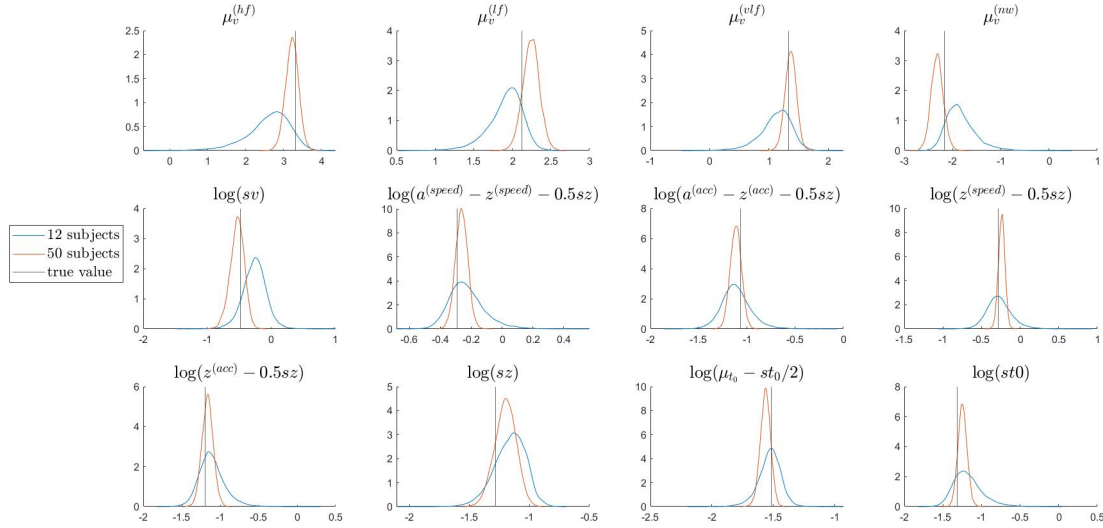 μ_v^(hf)
2.5
2
1.5
1
0.5
0
0 1 2 3 4
μ_v^(lf)
4
3
2
1
0
0.5 1 1.5 2 2.5 3
μ_v^(vlf)
5
4
3
2
1
0
-1 0 1 2
μ_v^(nw)
4
3
2
1
0
-3 -2 -1 0 1
12 subjects
50 subjects
true value
log(sv)
4
3
2
1
0
-2 -1 0 1
log(a^(speed) − z^(speed) − 0.5sz)
10
8
6
4
2
0
-0.6 -0.4 -0.2 0 0.2 0.4
log(a^(acc) − z^(acc) − 0.5sz)
8
6
4
2
0
-2 -1.5 -1 -0.5 0
log(z^(speed) − 0.5sz)
10
8
6
4
2
0
-1.5 -1 -0.5 0 0.5 1
log(z^(acc) − 0.5sz)
6
4
2
0
-2 -1.5 -1 -0.5 0 0.5
log(sz)
5
4
3
2
1
0
-2 -1.5 -1 -0.5
log(μ_t₀ − st₀/2)
10
8
6
4
2
0
-2.5 -2 -1.5 -1 -0.5
log(st0)
8
6
4
2
0
-2 -1.5 -1 -0.5 0 0.5